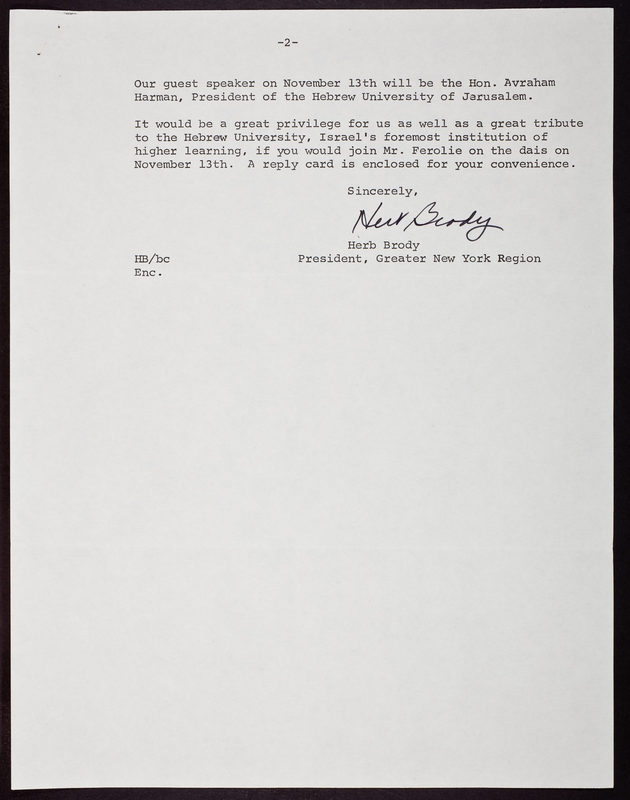 -2-
Our guest speaker on November 13th will be the Hon. Avraham
Harman, President of the Hebrew University of Jerusalem.
It would be a great privilege for us as well as a great tribute
to the Hebrew University, Israel's foremost institution of
higher learning, if you would join Mr. Ferolie on the dais on
November 13th. A reply card is enclosed for your convenience.
Sincerely,
Herb Brody
Herb Brody
HB/bc President, Greater New York Region
Enc.